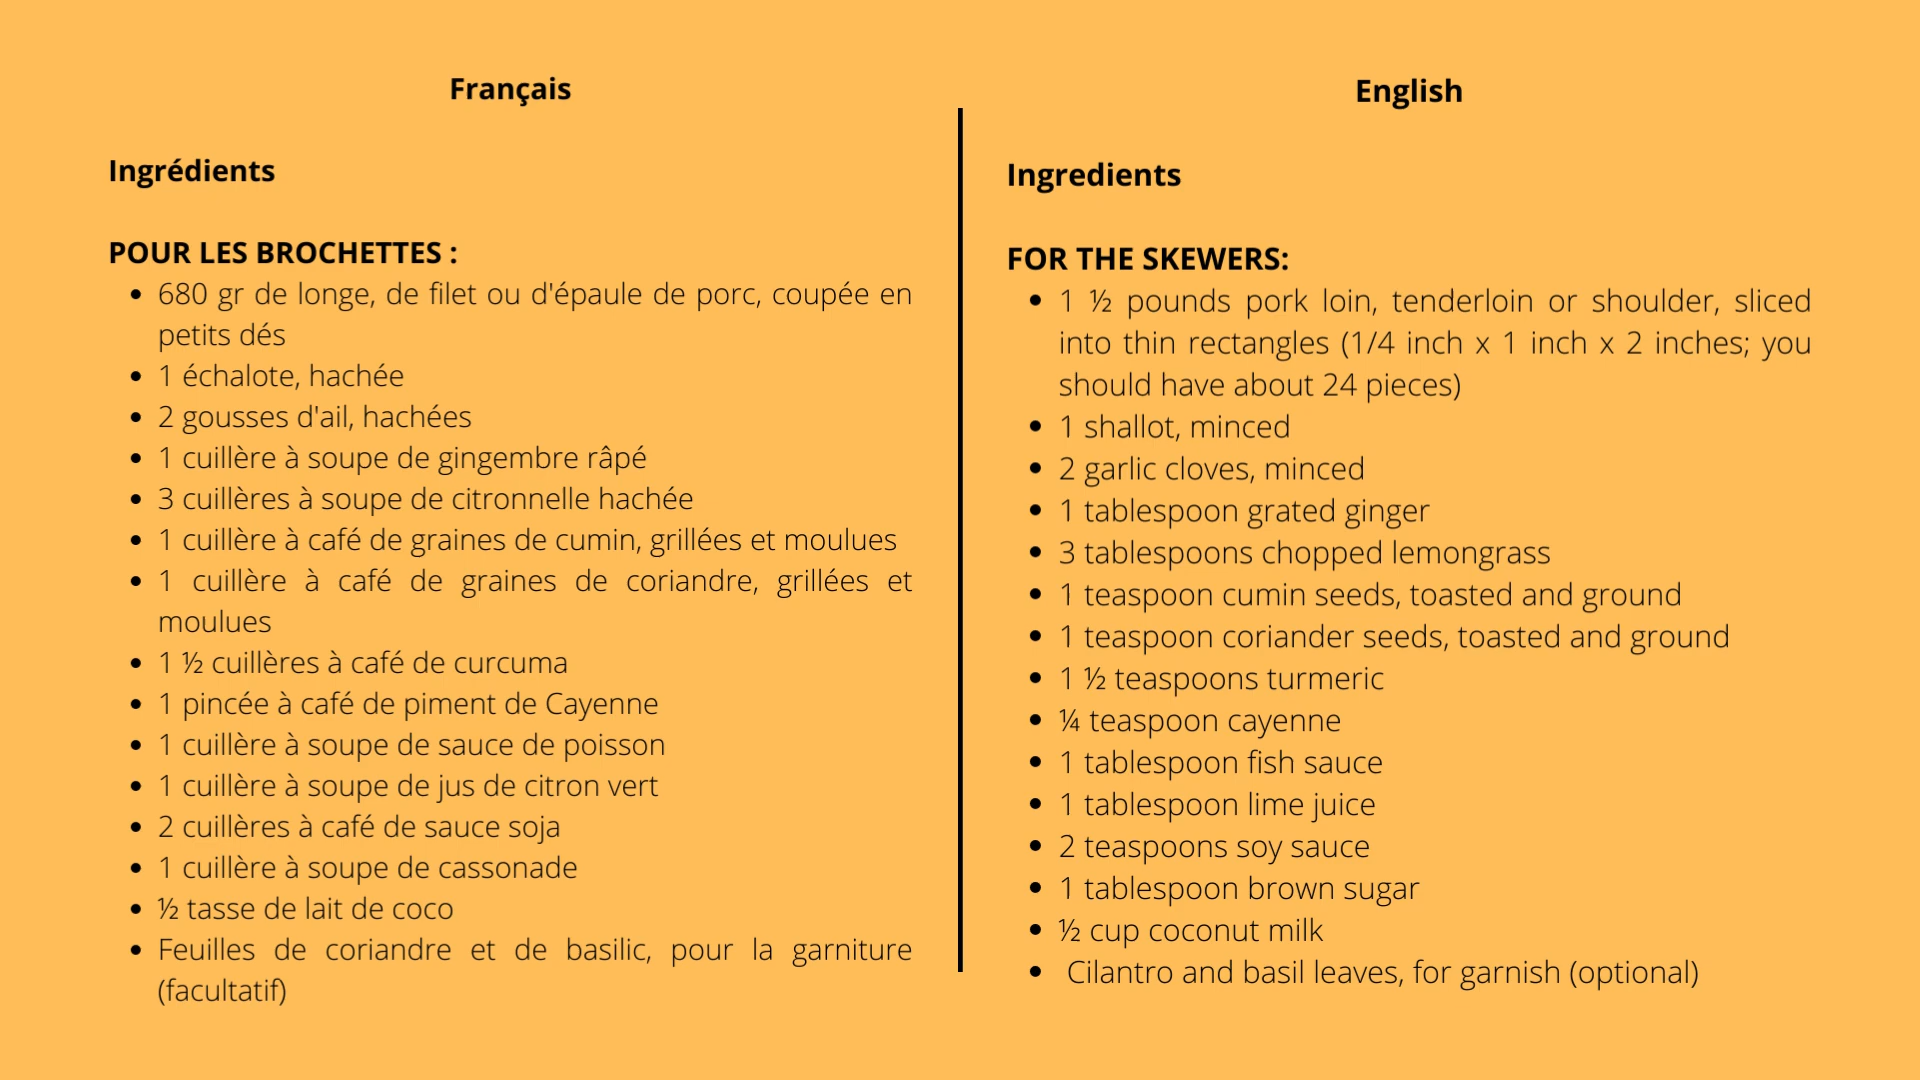 Français
Ingrédients
POUR LES BROCHETTES :
• 680 gr de longe, de filet ou d'épaule de porc, coupée en
petits dés
• 1 échalote, hachée
• 2 gousses d'ail, hachées
• 1 cuillère à soupe de gingembre râpé
• 3 cuillères à soupe de citronnelle hachée
• 1 cuillère à café de graines de cumin, grillées et moulues
• 1 cuillère à café de graines de coriandre, grillées et
moulues
• 1 ½ cuillères à café de curcuma
• 1 pincée à café de piment de Cayenne
• 1 cuillère à soupe de sauce de poisson
• 1 cuillère à soupe de jus de citron vert
• 2 cuillères à café de sauce soja
• 1 cuillère à soupe de cassonade
• ½ tasse de lait de coco
• Feuilles de coriandre et de basilic, pour la garniture
(facultatif)
English
Ingredients
FOR THE SKEWERS:
• 1 ½ pounds pork loin, tenderloin or shoulder, sliced
into thin rectangles (1/4 inch x 1 inch x 2 inches; you
should have about 24 pieces)
• 1 shallot, minced
• 2 garlic cloves, minced
• 1 tablespoon grated ginger
• 3 tablespoons chopped lemongrass
• 1 teaspoon cumin seeds, toasted and ground
• 1 teaspoon coriander seeds, toasted and ground
• 1 ½ teaspoons turmeric
• ¼ teaspoon cayenne
• 1 tablespoon fish sauce
• 1 tablespoon lime juice
• 2 teaspoons soy sauce
• 1 tablespoon brown sugar
• ½ cup coconut milk
• Cilantro and basil leaves, for garnish (optional)